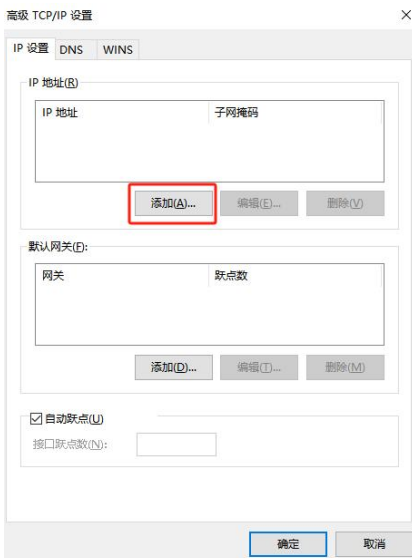 高级 TCP/IP 设置
IP 设置 DNS WINS
IP 地址(R)
IP 地址 子网掩码
添加(A)... 编辑(E)... 删除(V)
默认网关(F):
网关 跃点数
添加(D)... 编辑(T)... 删除(M)
自动跃点(U)
接口跃点数(N):
确定 取消